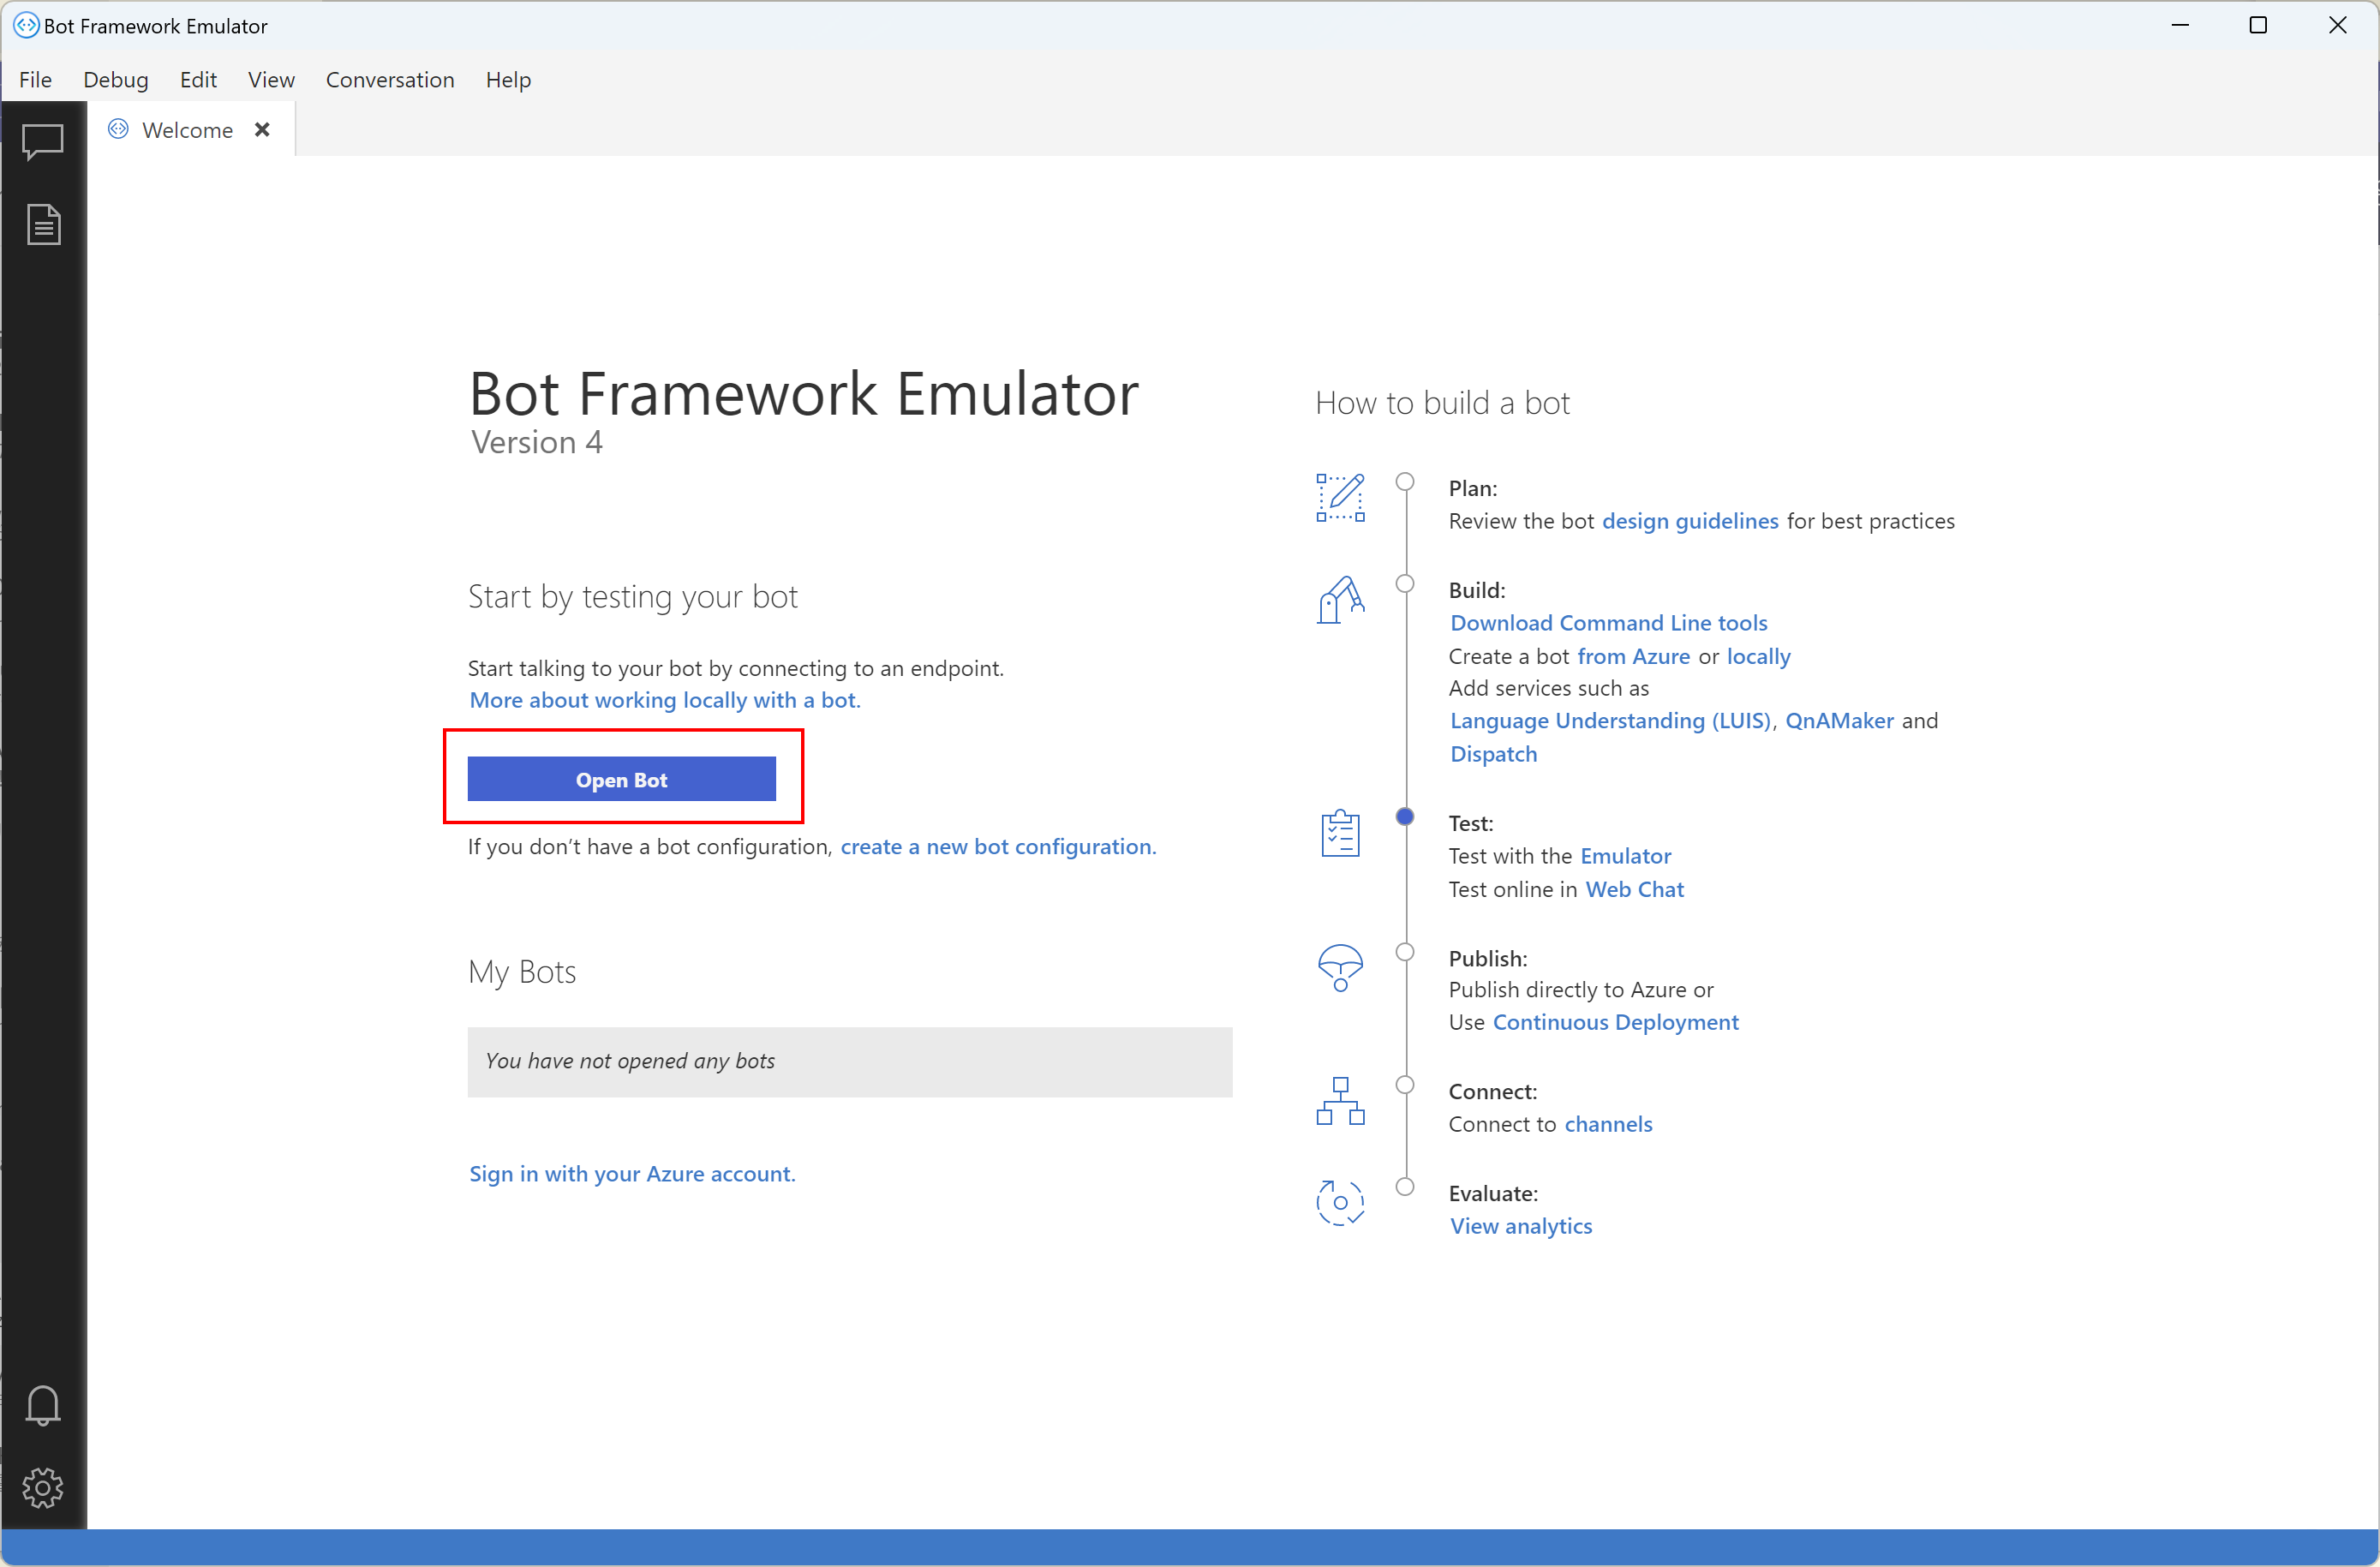 Bot Framework Emulator
File Debug Edit View Conversation Help
Welcome
Bot Framework Emulator
Version 4
Start by testing your bot
Start talking to your bot by connecting to an endpoint.
More about working locally with a bot.
Open Bot
If you don’t have a bot configuration, create a new bot configuration.
My Bots
You have not opened any bots
Sign in with your Azure account.
How to build a bot
Plan:
Review the bot design guidelines for best practices
Build:
Download Command Line tools
Create a bot from Azure or locally
Add services such as
Language Understanding (LUIS), QnAMaker and
Dispatch
Test:
Test with the Emulator
Test online in Web Chat
Publish:
Publish directly to Azure or
Use Continuous Deployment
Connect:
Connect to channels
Evaluate:
View analytics